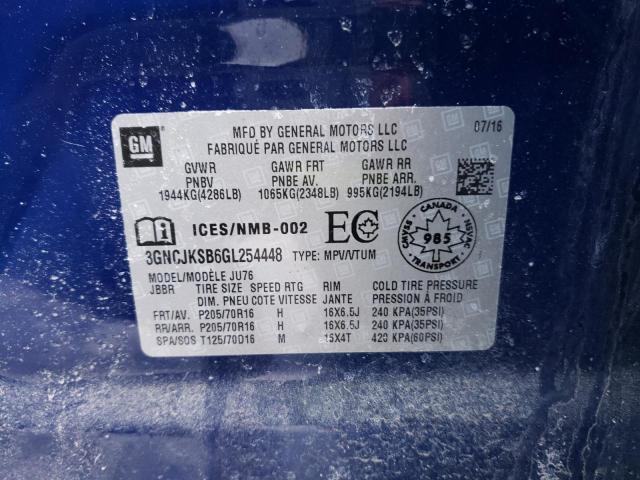 GM
MFD BY GENERAL MOTORS LLC
07/16
FABRIQUÉ PAR GENERAL MOTORS LLC
GVWR GAWR FRT GAWR RR
PNBV PNBE AV. PNBE ARR.
1944KG(4286LB) 1065KG(2348LB) 995KG(2194LB)
ICES/NMB-002 EC
CANADA
CMVSS 985 NSVAC
TRANSPORT
3GNCJKSB6GL254448 TYPE: MPV/VTUM
MODEL/MODÈLE JU76
JBBR TIRE SIZE SPEED RTG RIM COLD TIRE PRESSURE
DIM. PNEU COTE VITESSE JANTE PRESSION À FROID
FRT/AV. P205/70R16 H 16X6.5J 240 KPA(35PSI)
RR/ARR. P205/70R16 H 16X6.5J 240 KPA(35PSI)
SPA/SOS T125/70D16 M 15X4T 420 KPA(60PSI)